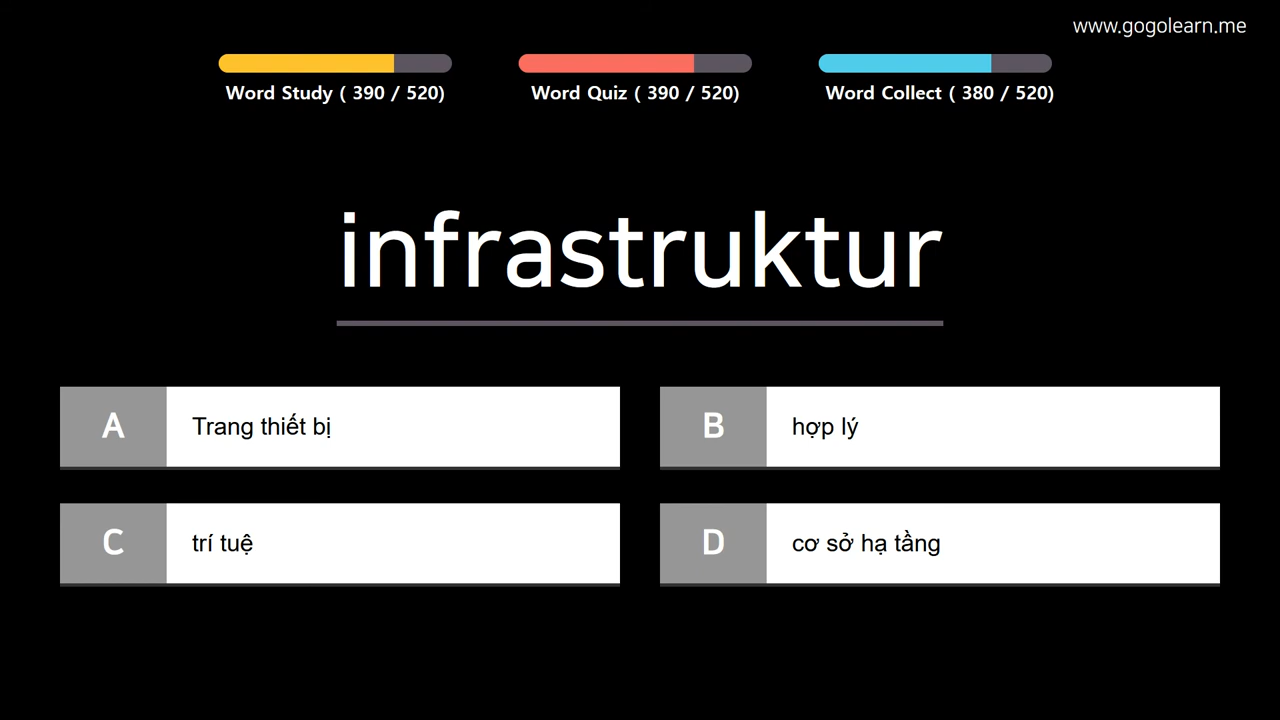 www.gogolearn.me
Word Study ( 390 / 520)
Word Quiz ( 390 / 520)
Word Collect ( 380 / 520)
infrastruktur
A Trang thiết bị
B hợp lý
C trí tuệ
D cơ sở hạ tầng